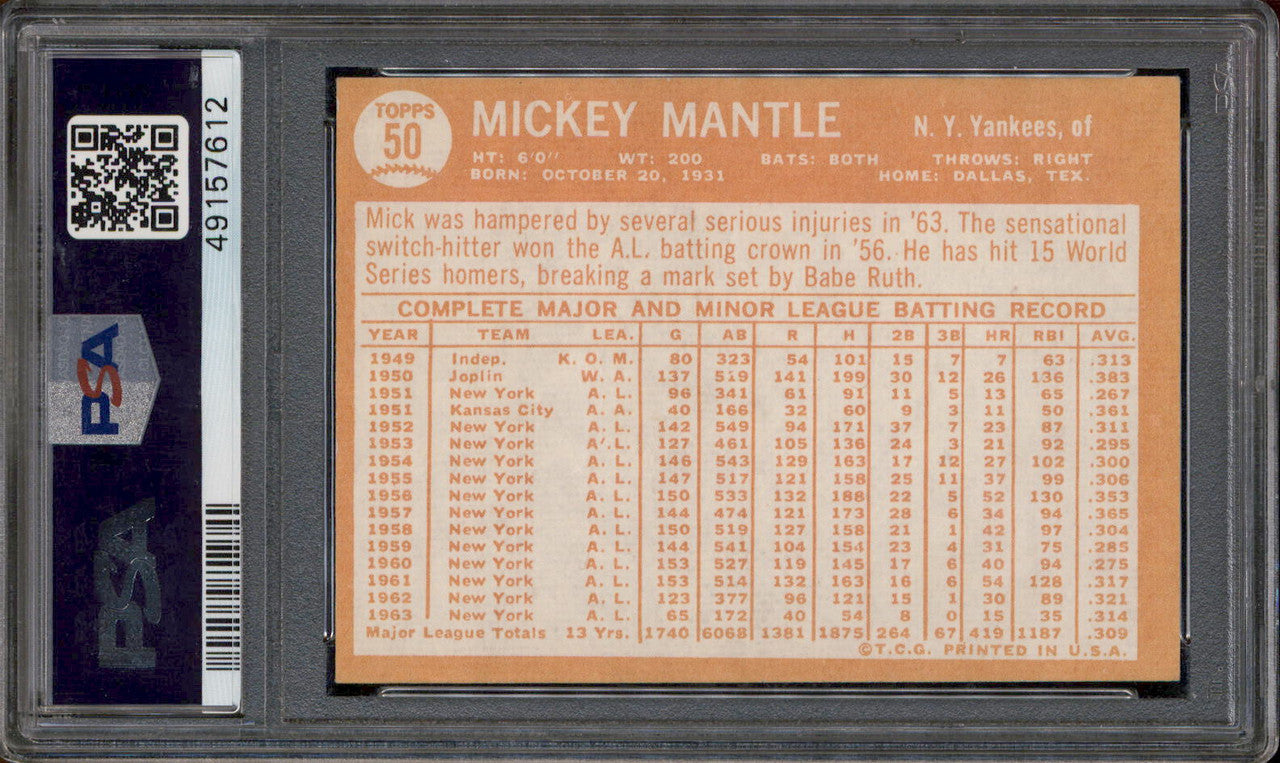 PSA
49157612
PSA
TOPPS
50
MICKEY MANTLE
N. Y. Yankees, of
HT: 6'0" WT: 200 BATS: BOTH THROWS: RIGHT
BORN: OCTOBER 20, 1931 HOME: DALLAS, TEX.
Mick was hampered by several serious injuries in '63. The sensational
switch-hitter won the A.L. batting crown in '56. He has hit 15 World
Series homers, breaking a mark set by Babe Ruth.
COMPLETE MAJOR AND MINOR LEAGUE BATTING RECORD
YEAR TEAM LEA. G AB R H 2B 3B HR RBI AVG.
1949 Indep. K. O. M. 80 323 54 101 15 7 7 63 .313
1950 Joplin W. A. 137 519 141 199 30 12 26 136 .383
1951 New York A. L. 96 341 61 91 11 5 13 65 .267
1951 Kansas City A. A. 40 166 32 60 9 3 11 50 .361
1952 New York A. L. 142 549 94 171 37 7 23 87 .311
1953 New York A. L. 127 461 105 136 24 3 21 92 .295
1954 New York A. L. 146 543 129 163 17 12 27 102 .300
1955 New York A. L. 147 517 121 158 25 11 37 99 .306
1956 New York A. L. 150 533 132 188 22 5 52 130 .353
1957 New York A. L. 144 474 121 173 28 6 34 94 .365
1958 New York A. L. 150 519 127 158 21 1 42 97 .304
1959 New York A. L. 144 541 104 154 23 4 31 75 .285
1960 New York A. L. 153 527 119 145 17 6 40 94 .275
1961 New York A. L. 153 514 132 163 16 6 54 128 .317
1962 New York A. L. 123 377 96 121 15 1 30 89 .321
1963 New York A. L. 65 172 40 54 8 0 15 35 .314
Major League Totals 13 Yrs. 1740 6068 1381 1875 264 67 419 1187 .309
©T.C.G. PRINTED IN U.S.A.